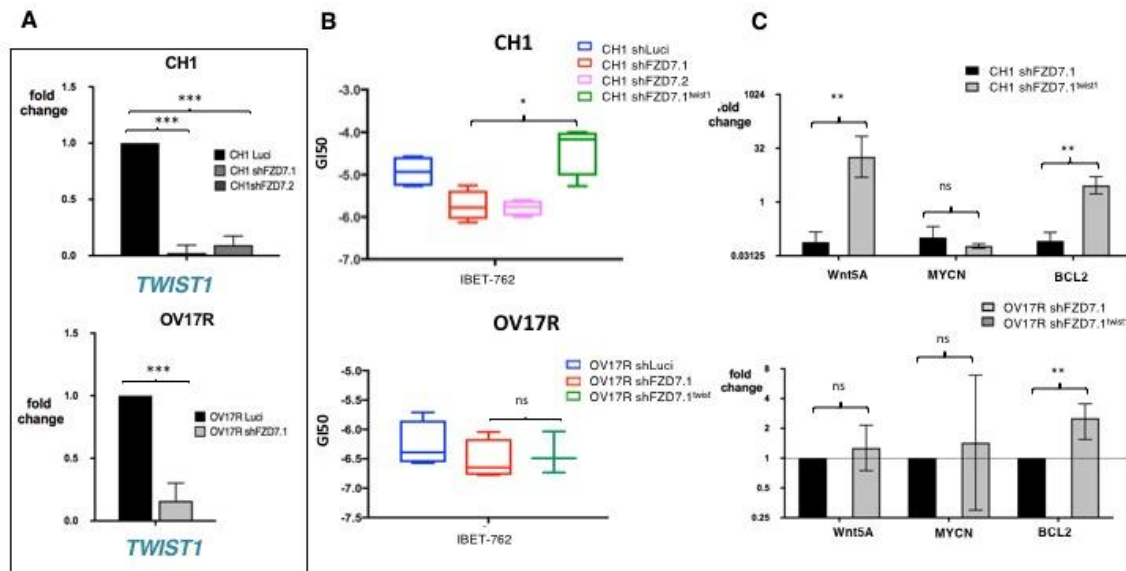 A
CH1
1.5
fold
change
***
***
1.0
CH1 Luci
CH1 shFZD7.1
CH1shFZD7.2
0.5
0.0
TWIST1
OV17R
1.5
***
fold
change
1.0
OV17R Luci
OV17R shFZD7.1
0.5
0.0
TWIST1
B
CH1
CH1 shLuci
CH1 shFZD7.1
CH1 shFZD7.2
CH1 shFZD7.1twist1
-3.0
*
-4.0
GI50
-5.0
-6.0
-7.0
IBET-762
OV17R
OV17R shLuci
OV17R shFZD7.1
OV17R shFZD7.1twist
-5.0
-5.5
ns
-6.0
GI50
-6.5
-7.0
-7.5
IBET-762
C
CH1 shFZD7.1
CH1 shFZD7.1twist1
1024
**
fold
change
32
**
ns
1
0.03125
Wnt5A
MYCN
BCL2
OV17R shFZD7.1
OV17R shFZD7.1twist1
ns
fold
change
8
**
ns
4
2
1
0.5
0.25
Wnt5A
MYCN
BCL2